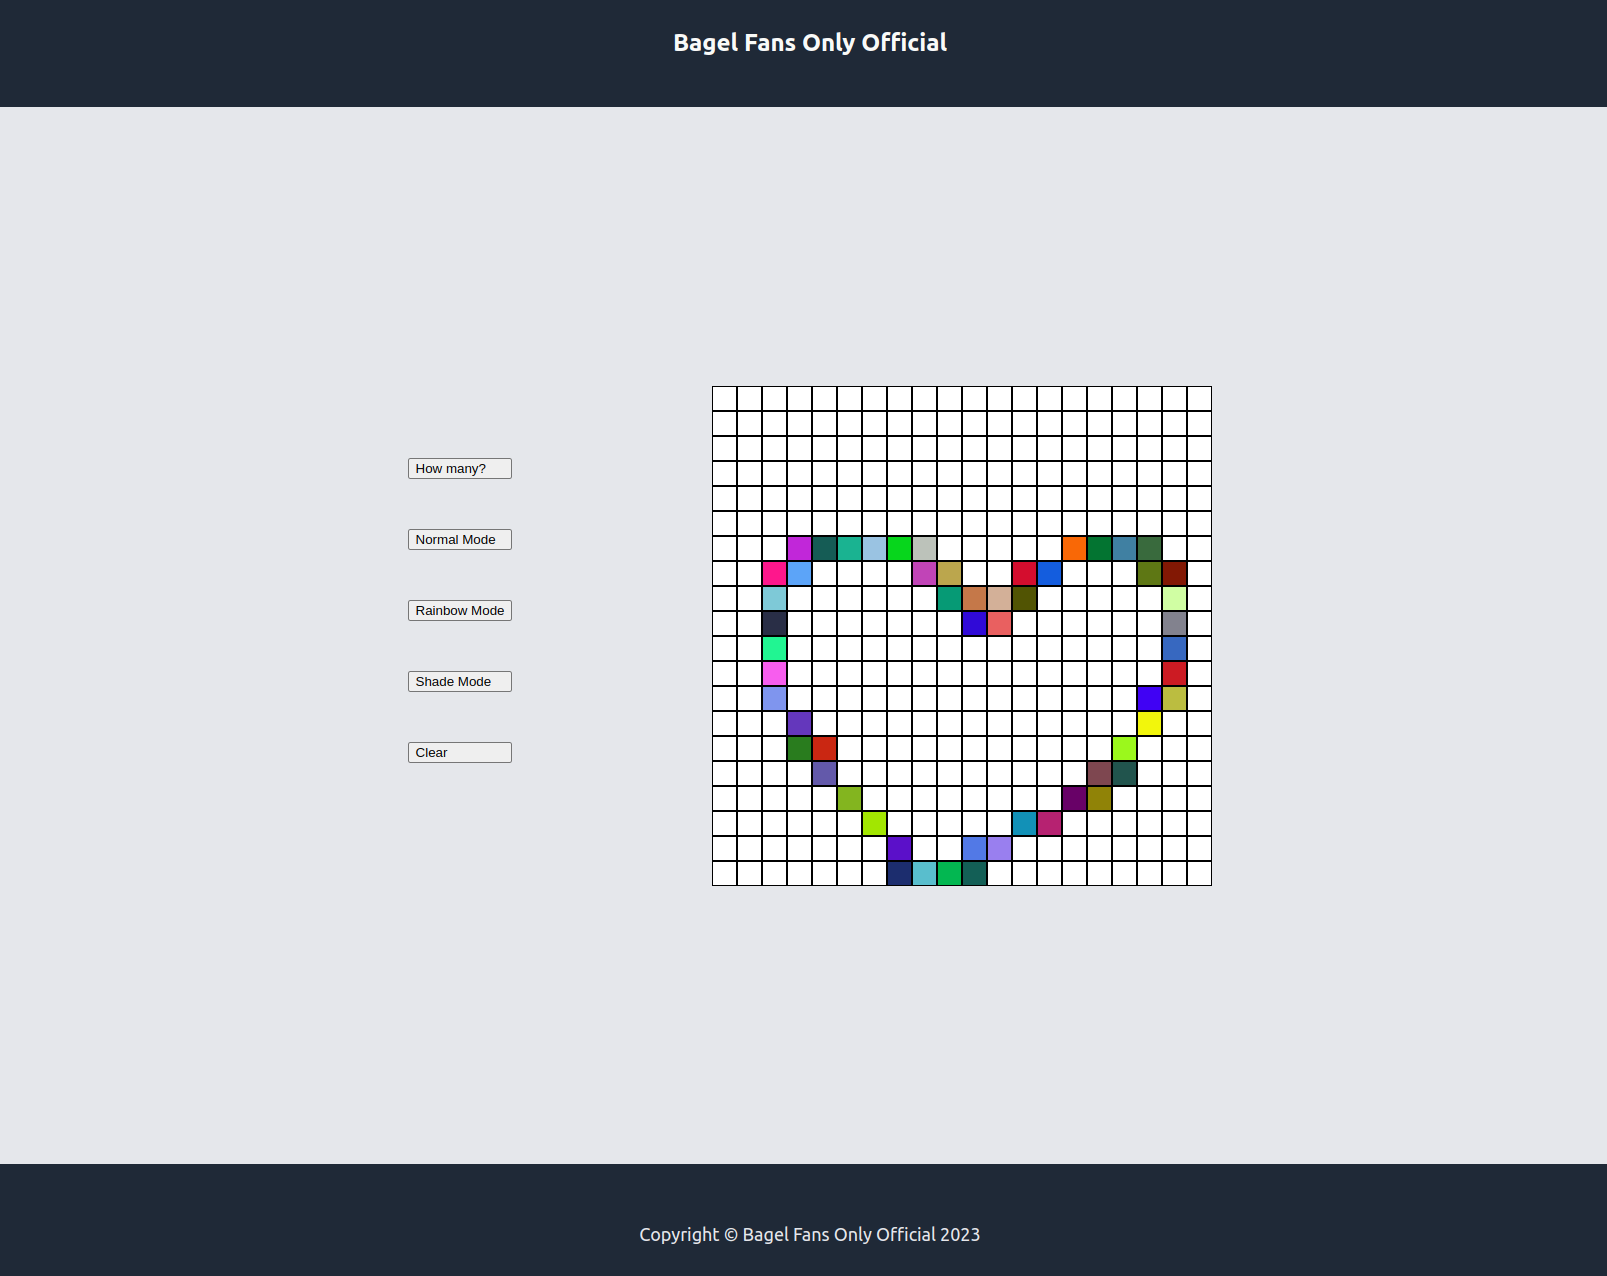 Bagel Fans Only Official
How many?
Normal Mode
Rainbow Mode
Shade Mode
Clear
Copyright © Bagel Fans Only Official 2023